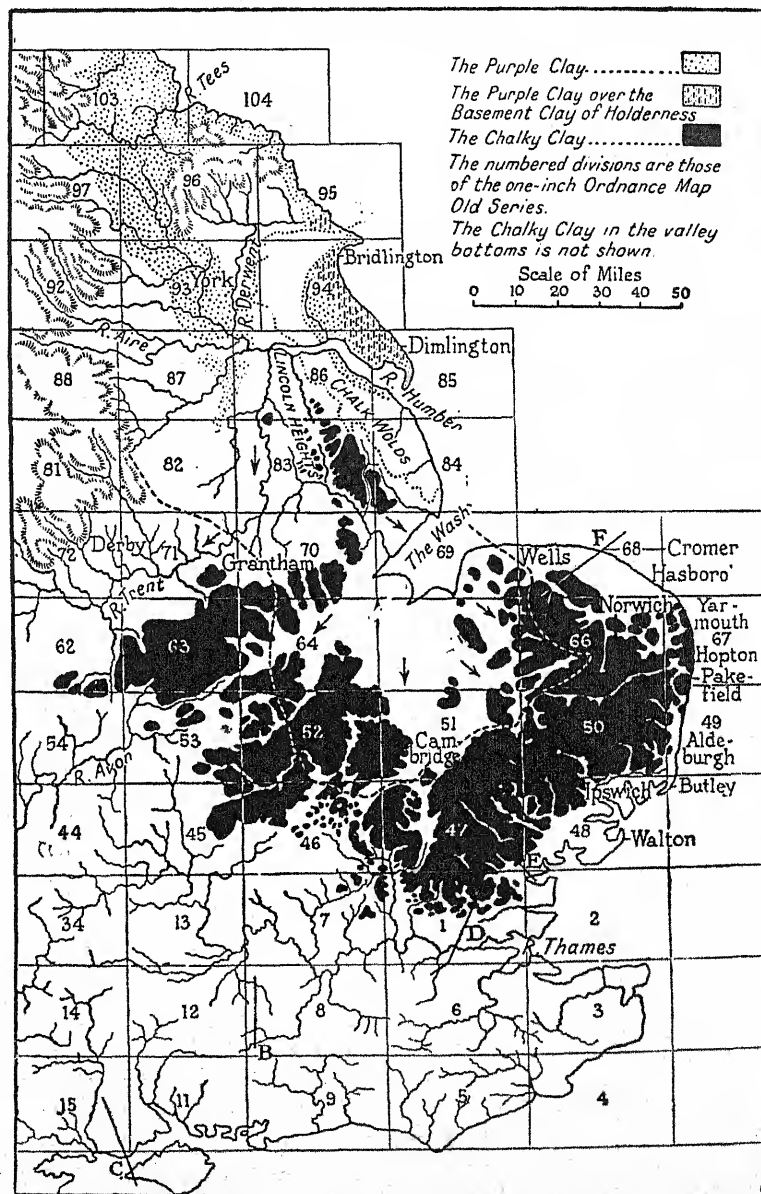 The Purple Clay..............
The Purple Clay over the
Basement Clay of Holderness
The Chalky Clay..............
The numbered divisions are those
of the one-inch Ordnance Map
Old Series.
The Chalky Clay in the valley
bottoms is not shown.
Scale of Miles
0 10 20 30 40 50
103
R. Tees
104
97
96
95
92
93
York
R. Derwent
94
Bridlington
R. Aire
Dimlington
88
87
LINCOLN HEIGHTS
86
CHALK WOLDS
R. Humber
85
81
82
83
84
72
Derby
71
Grantham
70
The Wash
69
Wells
F
68
Cromer
Hasboro'
R. Trent
62
63
64
66
Norwich
Yar-
mouth
67
Hopton
Pake-
field
54
53
52
51
50
49
Alde-
burgh
R. Avon
Cam-
bridge
Ipswich
Butley
44
45
46
47
48
Walton
E
34
13
7
A
1
D
2
R. Thames
14
12
8
6
3
B
15
11
9
5
4
C